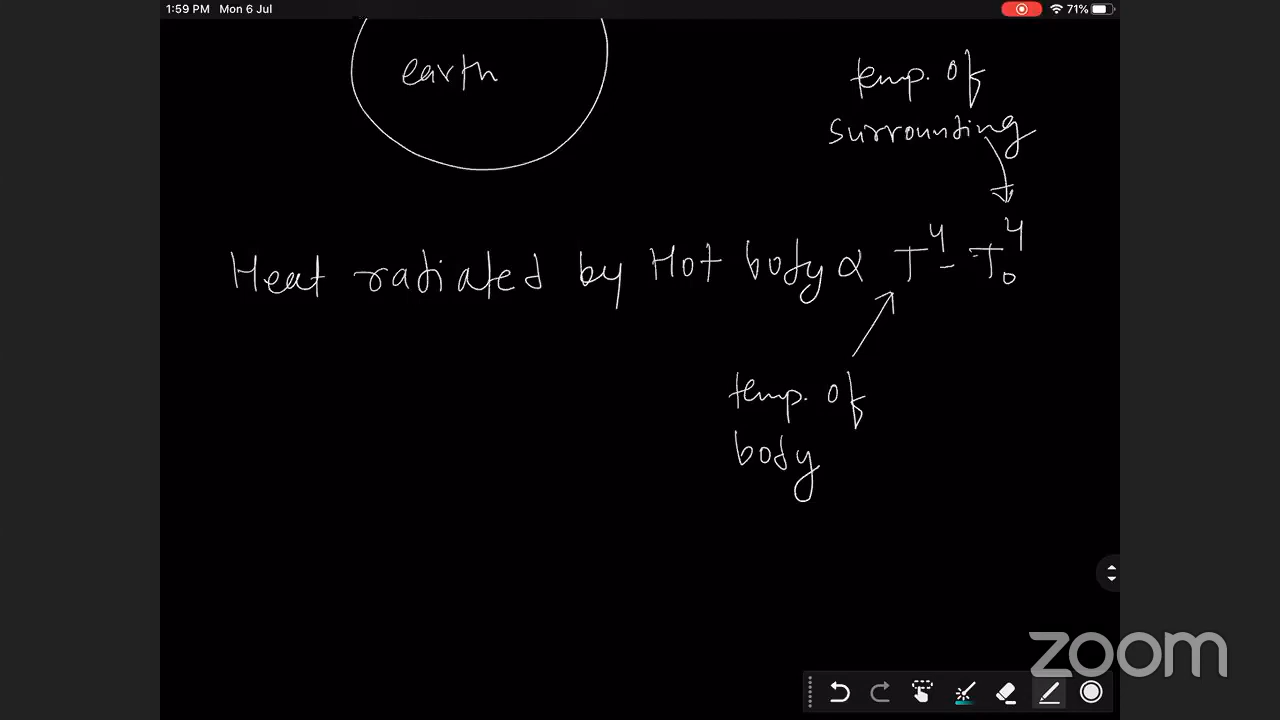 1:59 PM Mon 6 Jul
71%
earth
temp. of
surrounting
Heat radiated by Hot body ∝ T⁴ - T₀⁴
temp. of
body
zoom